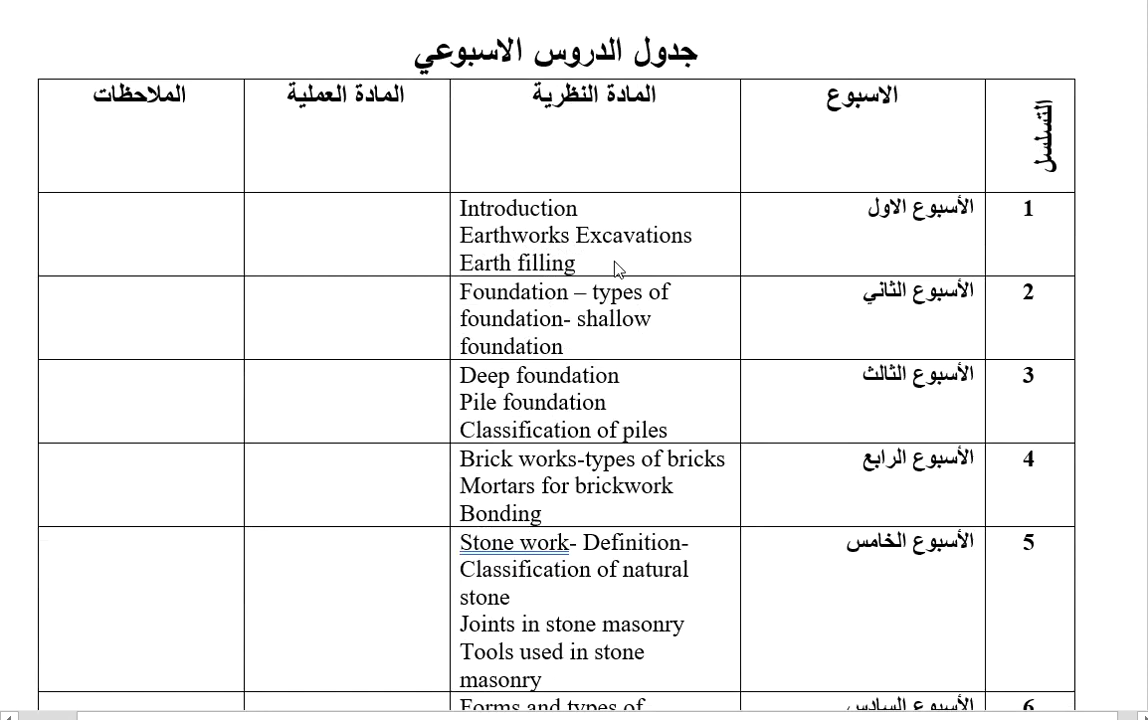 جدول الدروس الاسبوعي
التسلسل
الاسبوع
المادة النظرية
المادة العملية
الملاحظات
1
الأسبوع الاول
Introduction
Earthworks Excavations
Earth filling
2
الأسبوع الثاني
Foundation – types of
foundation- shallow
foundation
3
الأسبوع الثالث
Deep foundation
Pile foundation
Classification of piles
4
الأسبوع الرابع
Brick works-types of bricks
Mortars for brickwork
Bonding
5
الأسبوع الخامس
Stone work- Definition-
Classification of natural
stone
Joints in stone masonry
Tools used in stone
masonry
6
الأسبوع السادس
Forms and types of